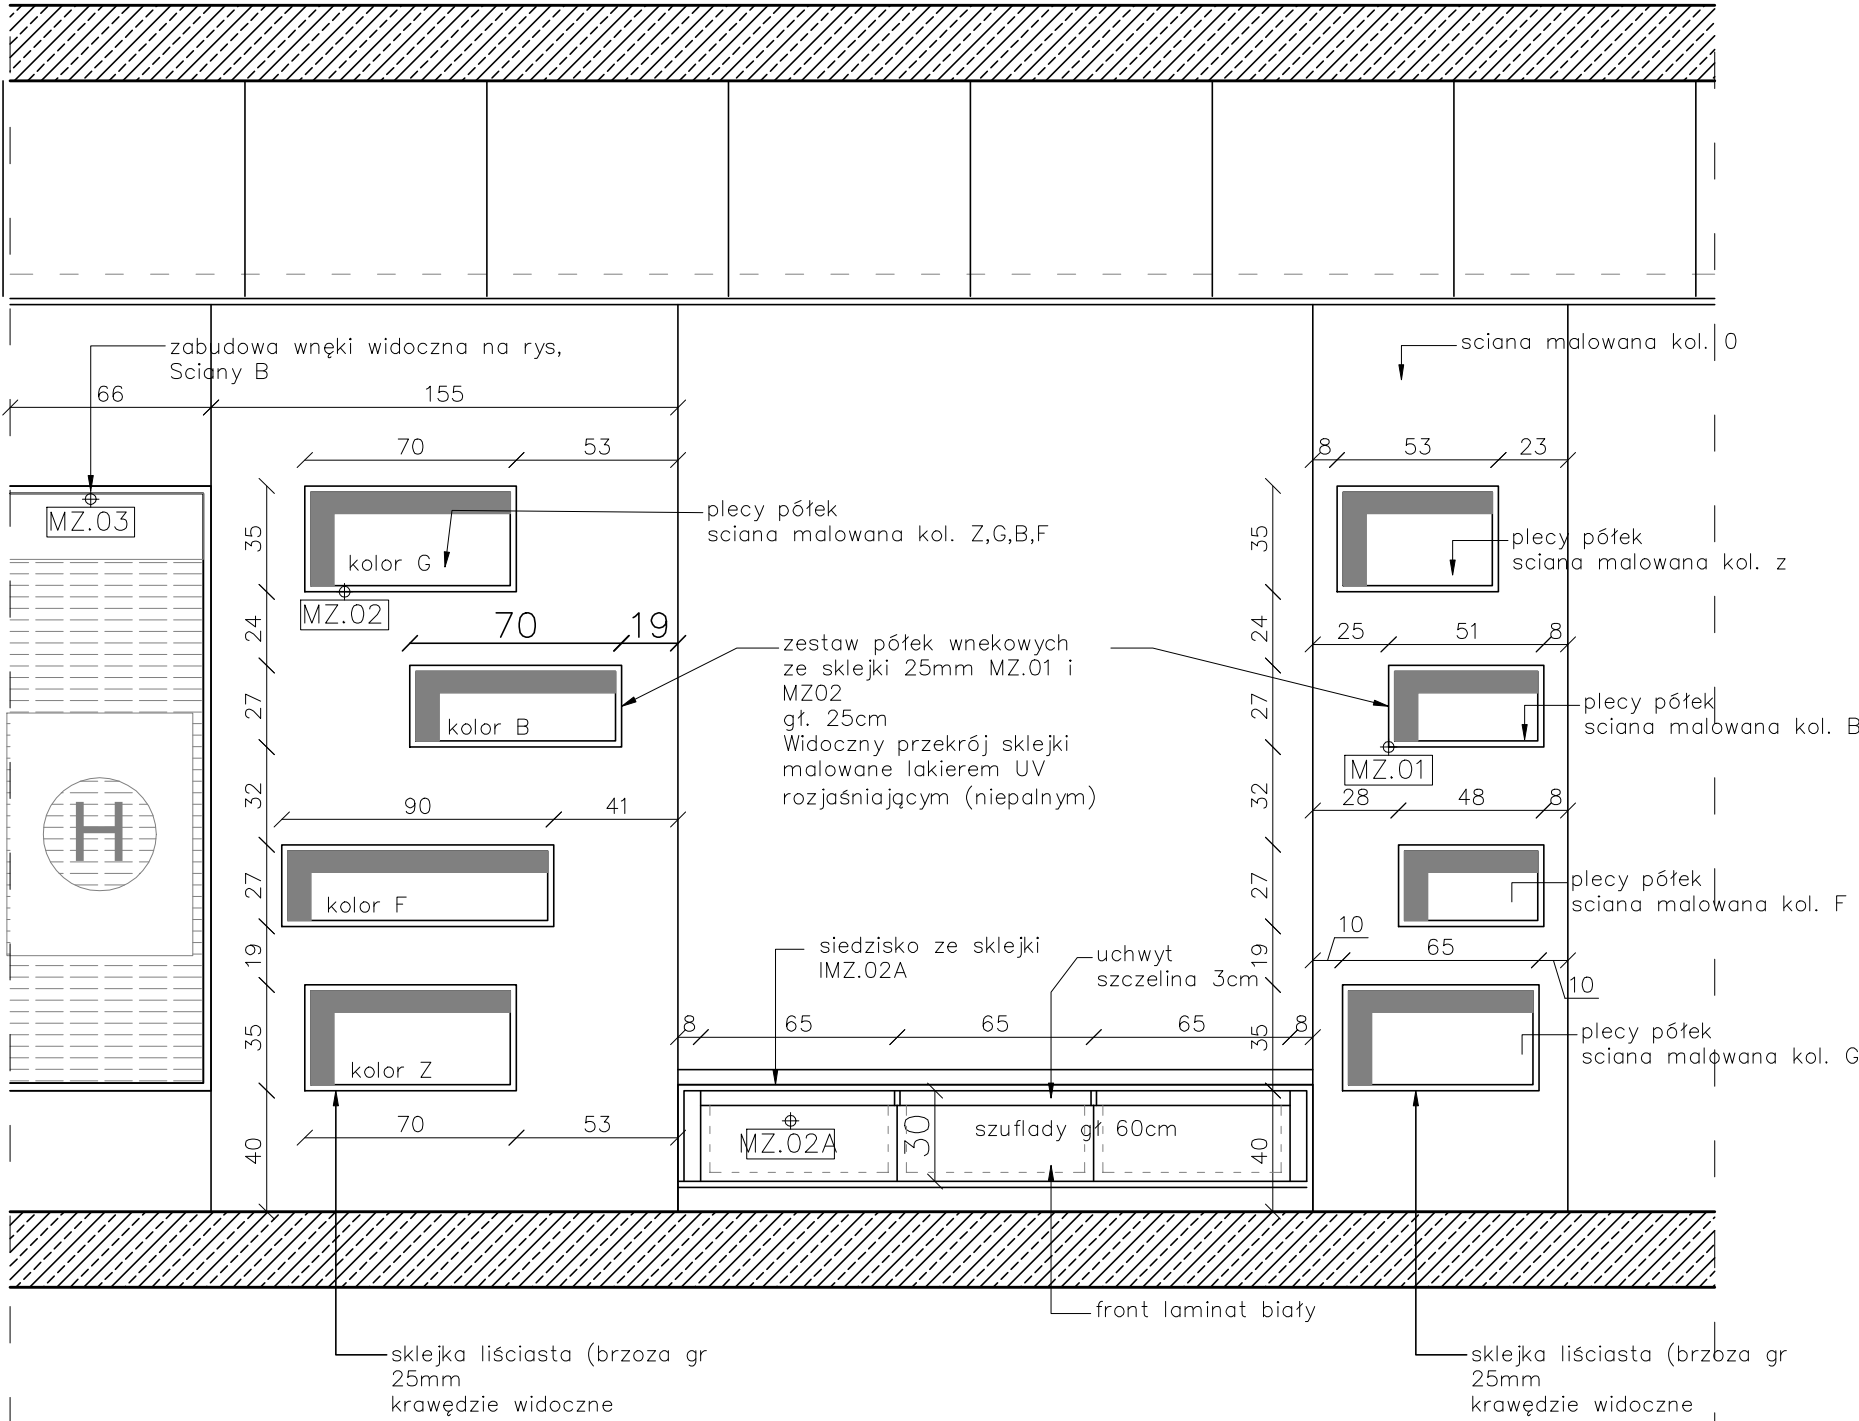 zabudowa wnęki widoczna na rys,
Sciany B
sciana malowana kol. O
66
155
70
53
8
53
23
MZ.03
35
kolor G
plecy półek
sciana malowana kol. Z,G,B,F
35
plecy półek
sciana malowana kol. z
MZ.02
24
70
19
24
25
51
8
zestaw półek wnekowych
ze sklejki 25mm MZ.01 i
MZ02
gł. 25cm
Widoczny przekrój sklejki
malowane lakierem UV
rozjaśniającym (niepalnym)
27
kolor B
27
plecy półek
sciana malowana kol. B
MZ.01
32
90
41
32
28
48
8
H
27
kolor F
27
plecy półek
sciana malowana kol. F
19
siedzisko ze sklejki
IMZ.02A
uchwyt
szczelina 3cm
19
10
65
10
35
kolor Z
8
65
65
65
8
35
plecy półek
sciana malowana kol. G
70
53
40
MZ.02A
30
szuflady gł 60cm
40
front laminat biały
sklejka liściasta (brzoza gr
25mm
krawędzie widoczne
sklejka liściasta (brzoza gr
25mm
krawędzie widoczne